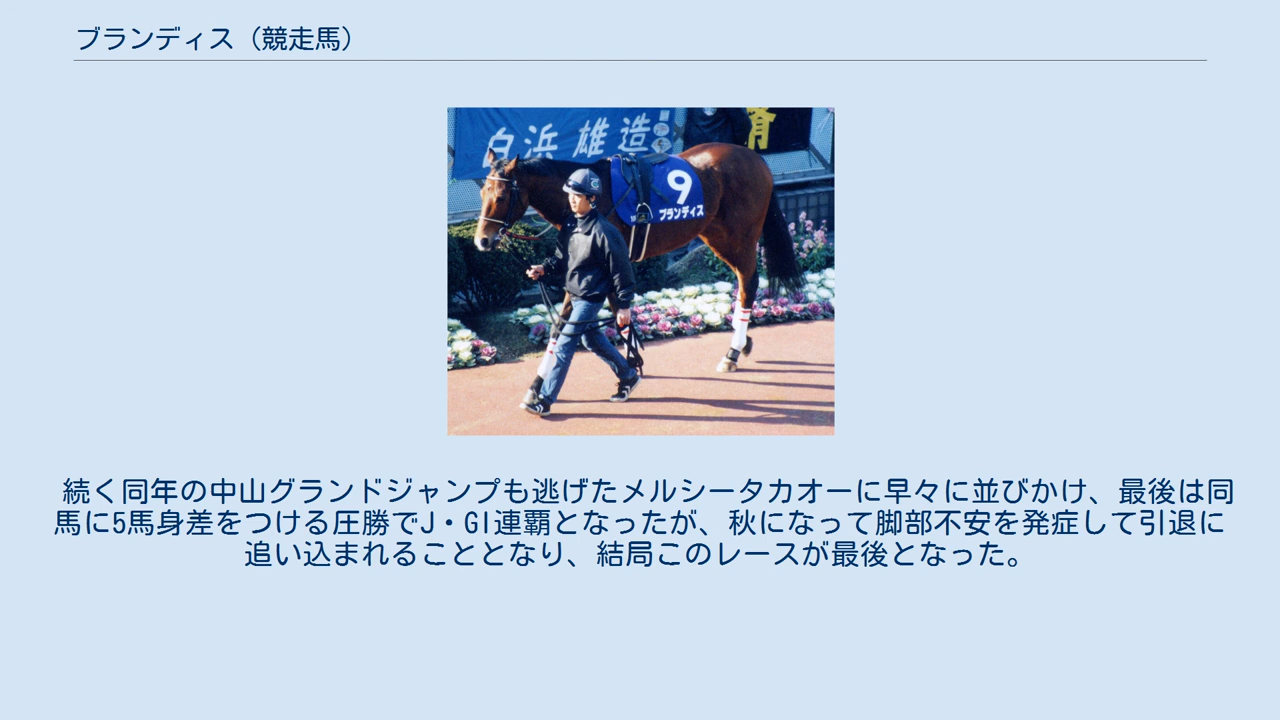 ブランディス（競走馬）
白浜 雄造
9
ブランディス
続く同年の中山グランドジャンプも逃げたメルシータカオーに早々に並びかけ、最後は同
馬に5馬身差をつける圧勝でJ・GI連覇となったが、秋になって脚部不安を発症して引退に
追い込まれることとなり、結局このレースが最後となった。